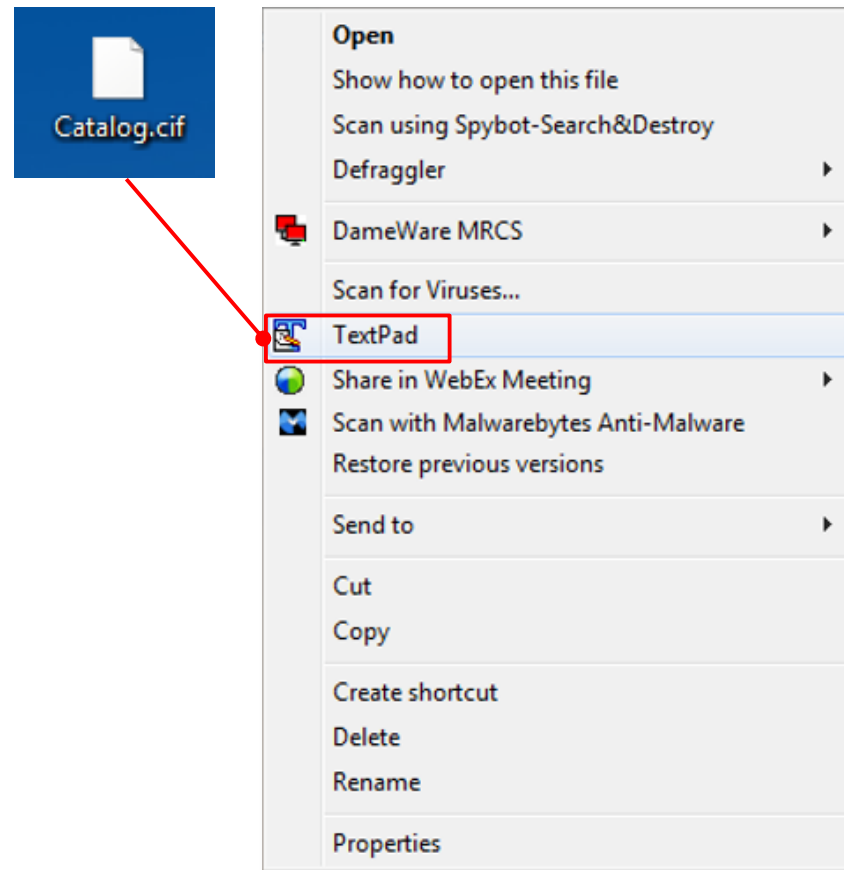 Catalog.cif
Open
Show how to open this file
Scan using Spybot-Search&Destroy
Defraggler
DameWare MRCS
Scan for Viruses...
TextPad
Share in WebEx Meeting
Scan with Malwarebytes Anti-Malware
Restore previous versions
Send to
Cut
Copy
Create shortcut
Delete
Rename
Properties